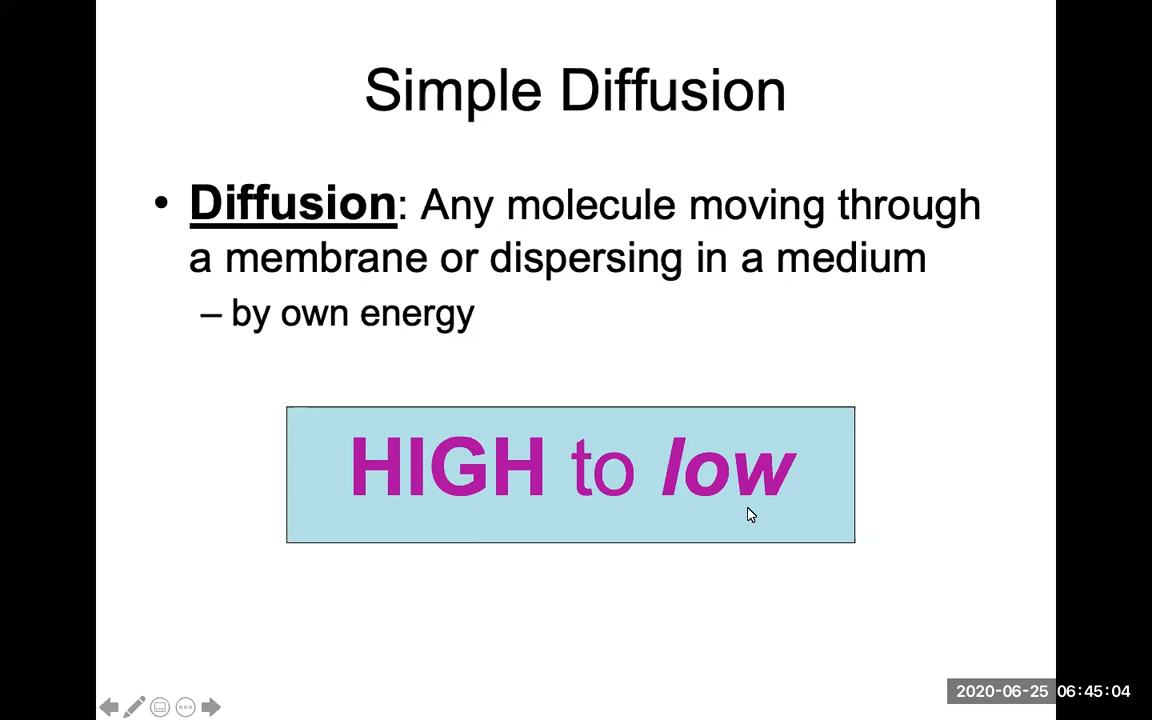 Simple Diffusion
• Diffusion: Any molecule moving through
a membrane or dispersing in a medium
– by own energy
HIGH to low
2020-06-25 06:45:04